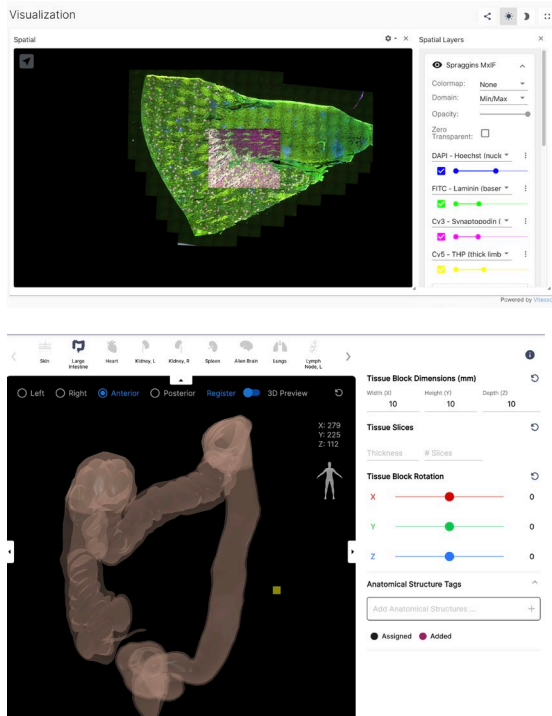 Visualization
Spatial
Spatial Layers
Spraggins MxIF
Colormap: None
Domain: Min/Max
Opacity:
Zero
Transparent:
DAPI - Hoechst (nucle
FITC - Laminin (baser
Cy3 - Synaptopodin (
Cy5 - THP (thick limb
Powered by Vitessc
Skin
Large
Intestine
Heart
Kidney, L
Kidney, R
Spleen
Allen Brain
Lungs
Lymph
Node, L
Left Right Anterior Posterior Register 3D Preview
X: 279
Y: 225
Z: 112
Tissue Block Dimensions (mm)
Width (X) Height (Y) Depth (Z)
10 10 10
Tissue Slices
Thickness # Slices
Tissue Block Rotation
X 0
Y 0
Z 0
Anatomical Structure Tags
Add Anatomical Structures ... +
Assigned Added